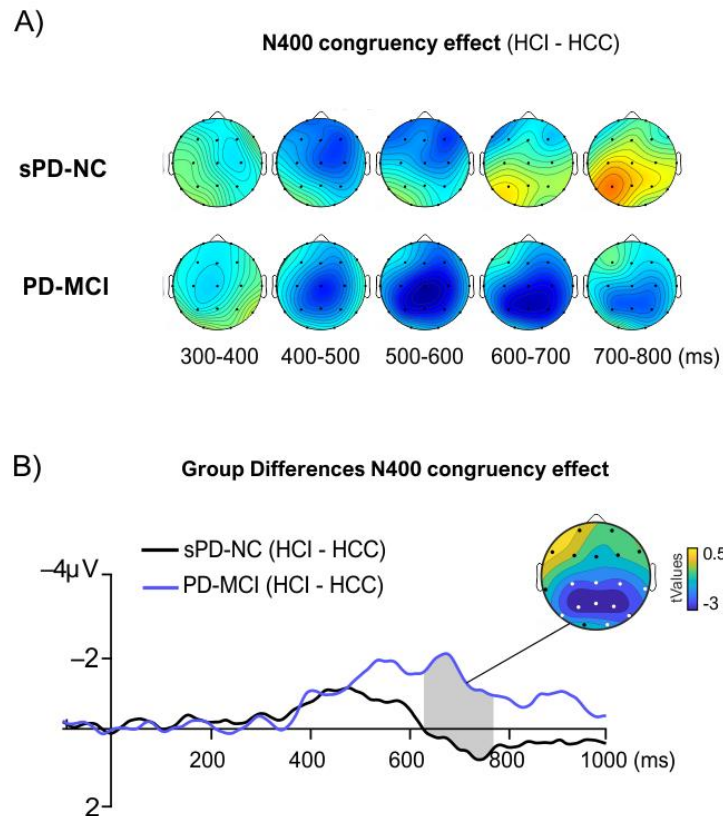 A)
N400 congruency effect (HCI - HCC)
sPD-NC
PD-MCI
300-400 400-500 500-600 600-700 700-800 (ms)
B)
Group Differences N400 congruency effect
sPD-NC (HCI - HCC)
PD-MCI (HCI - HCC)
–4µV
–2
2
200 400 600 800 1000 (ms)
0.5
-3
tValues